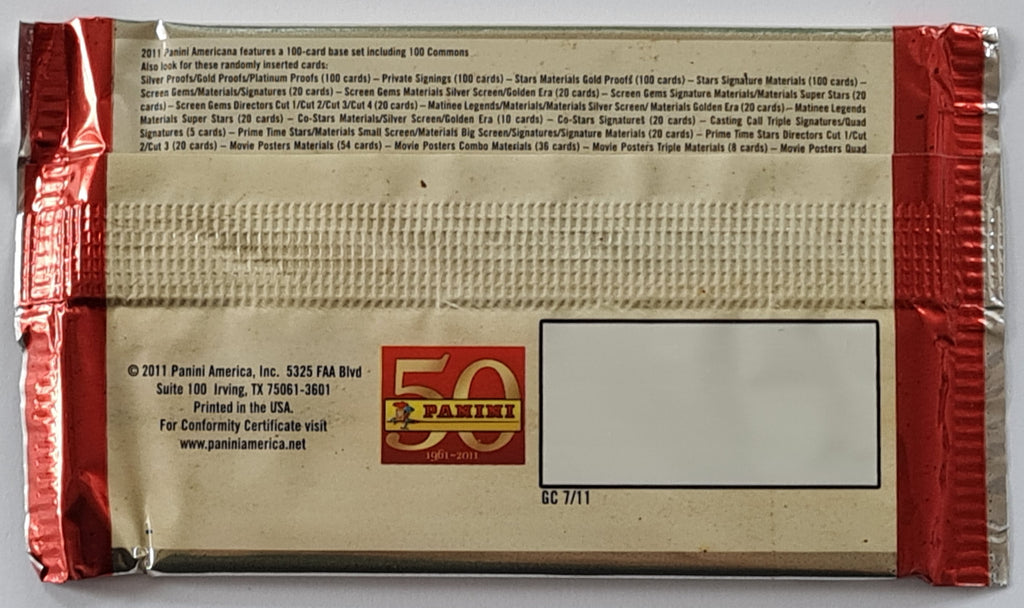 2011 Panini Americana features a 100-card base set including 100 Commons
Also look for these randomly inserted cards:
Silver Proofs/Gold Proofs/Platinum Proofs (100 cards) – Private Signings (100 cards) – Stars Materials Gold Proofs (100 cards) – Stars Signature Materials (100 cards) –
Screen Gems/Materials/Signatures (20 cards) – Screen Gems Materials Silver Screen/Golden Era (20 cards) – Screen Gems Signature Materials/Materials Super Stars (20
cards) – Screen Gems Directors Cut 1/Cut 2/Cut 3/Cut 4 (20 cards) – Matinee Legends/Materials/Materials Silver Screen/ Materials Golden Era (20 cards) – Matinee Legends
Materials Super Stars (20 cards) – Co-Stars Materials/Silver Screen/Golden Era (10 cards) – Co-Stars Signatures (20 cards) – Casting Call Triple Signatures/Quad
Signatures (5 cards) – Prime Time Stars/Materials Small Screen/Materials Big Screen/Signatures/Signature Materials (20 cards) – Prime Time Stars Directors Cut 1/Cut
2/Cut 3 (20 cards) – Movie Posters Materials (54 cards) – Movie Posters Combo Materials (36 cards) – Movie Posters Triple Materials (8 cards) – Movie Posters Quad
© 2011 Panini America, Inc. 5325 FAA Blvd
Suite 100 Irving, TX 75061-3601
Printed in the USA.
For Conformity Certificate visit
www.paniniamerica.net
50
PANINI
1961-2011
GC 7/11